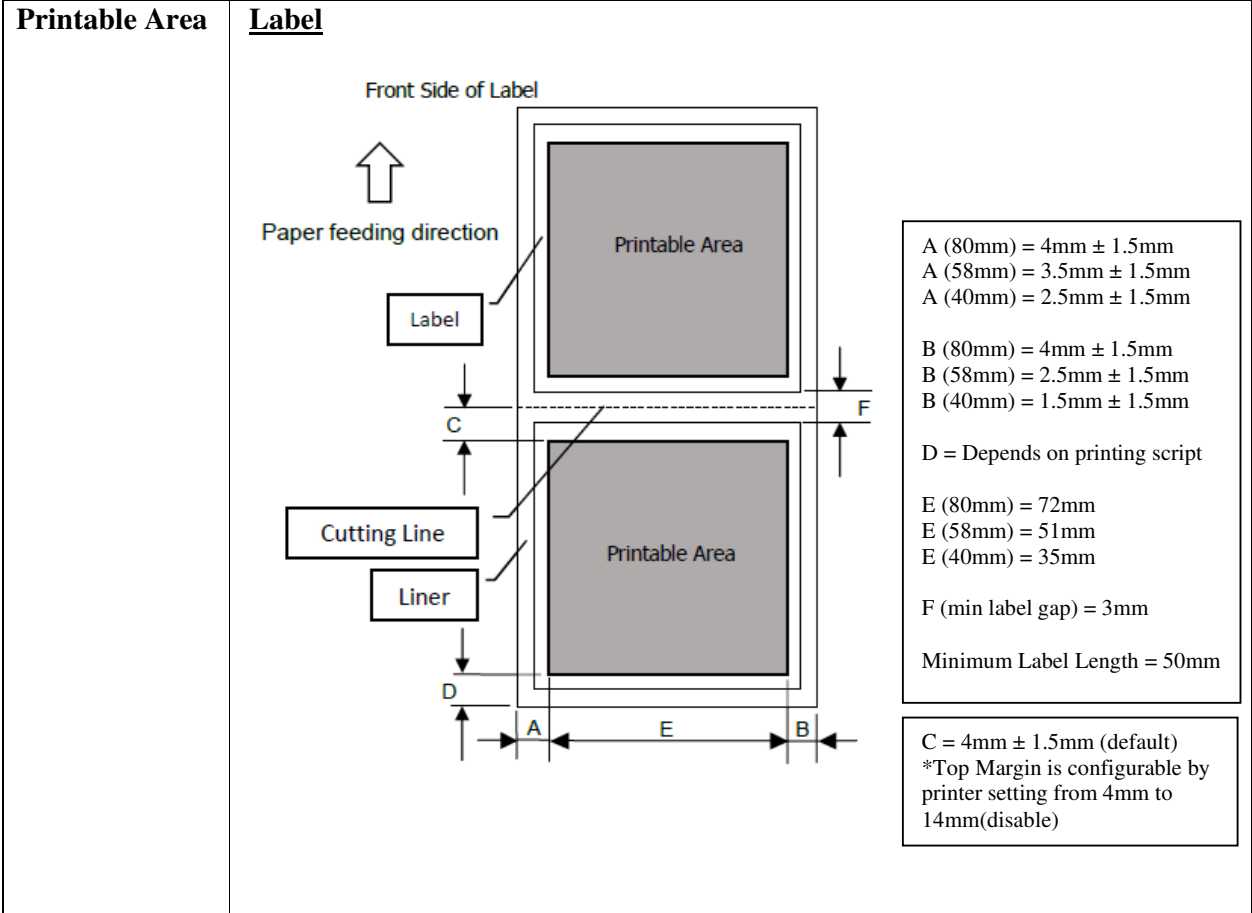 Printable Area
Label
Front Side of Label
Paper feeding direction
Printable Area
Label
C
F
Cutting Line
Printable Area
Liner
D
A
E
B
A (80mm) = 4mm ± 1.5mm
A (58mm) = 3.5mm ± 1.5mm
A (40mm) = 2.5mm ± 1.5mm
B (80mm) = 4mm ± 1.5mm
B (58mm) = 2.5mm ± 1.5mm
B (40mm) = 1.5mm ± 1.5mm
D = Depends on printing script
E (80mm) = 72mm
E (58mm) = 51mm
E (40mm) = 35mm
F (min label gap) = 3mm
Minimum Label Length = 50mm
C = 4mm ± 1.5mm (default)
*Top Margin is configurable by
printer setting from 4mm to
14mm(disable)